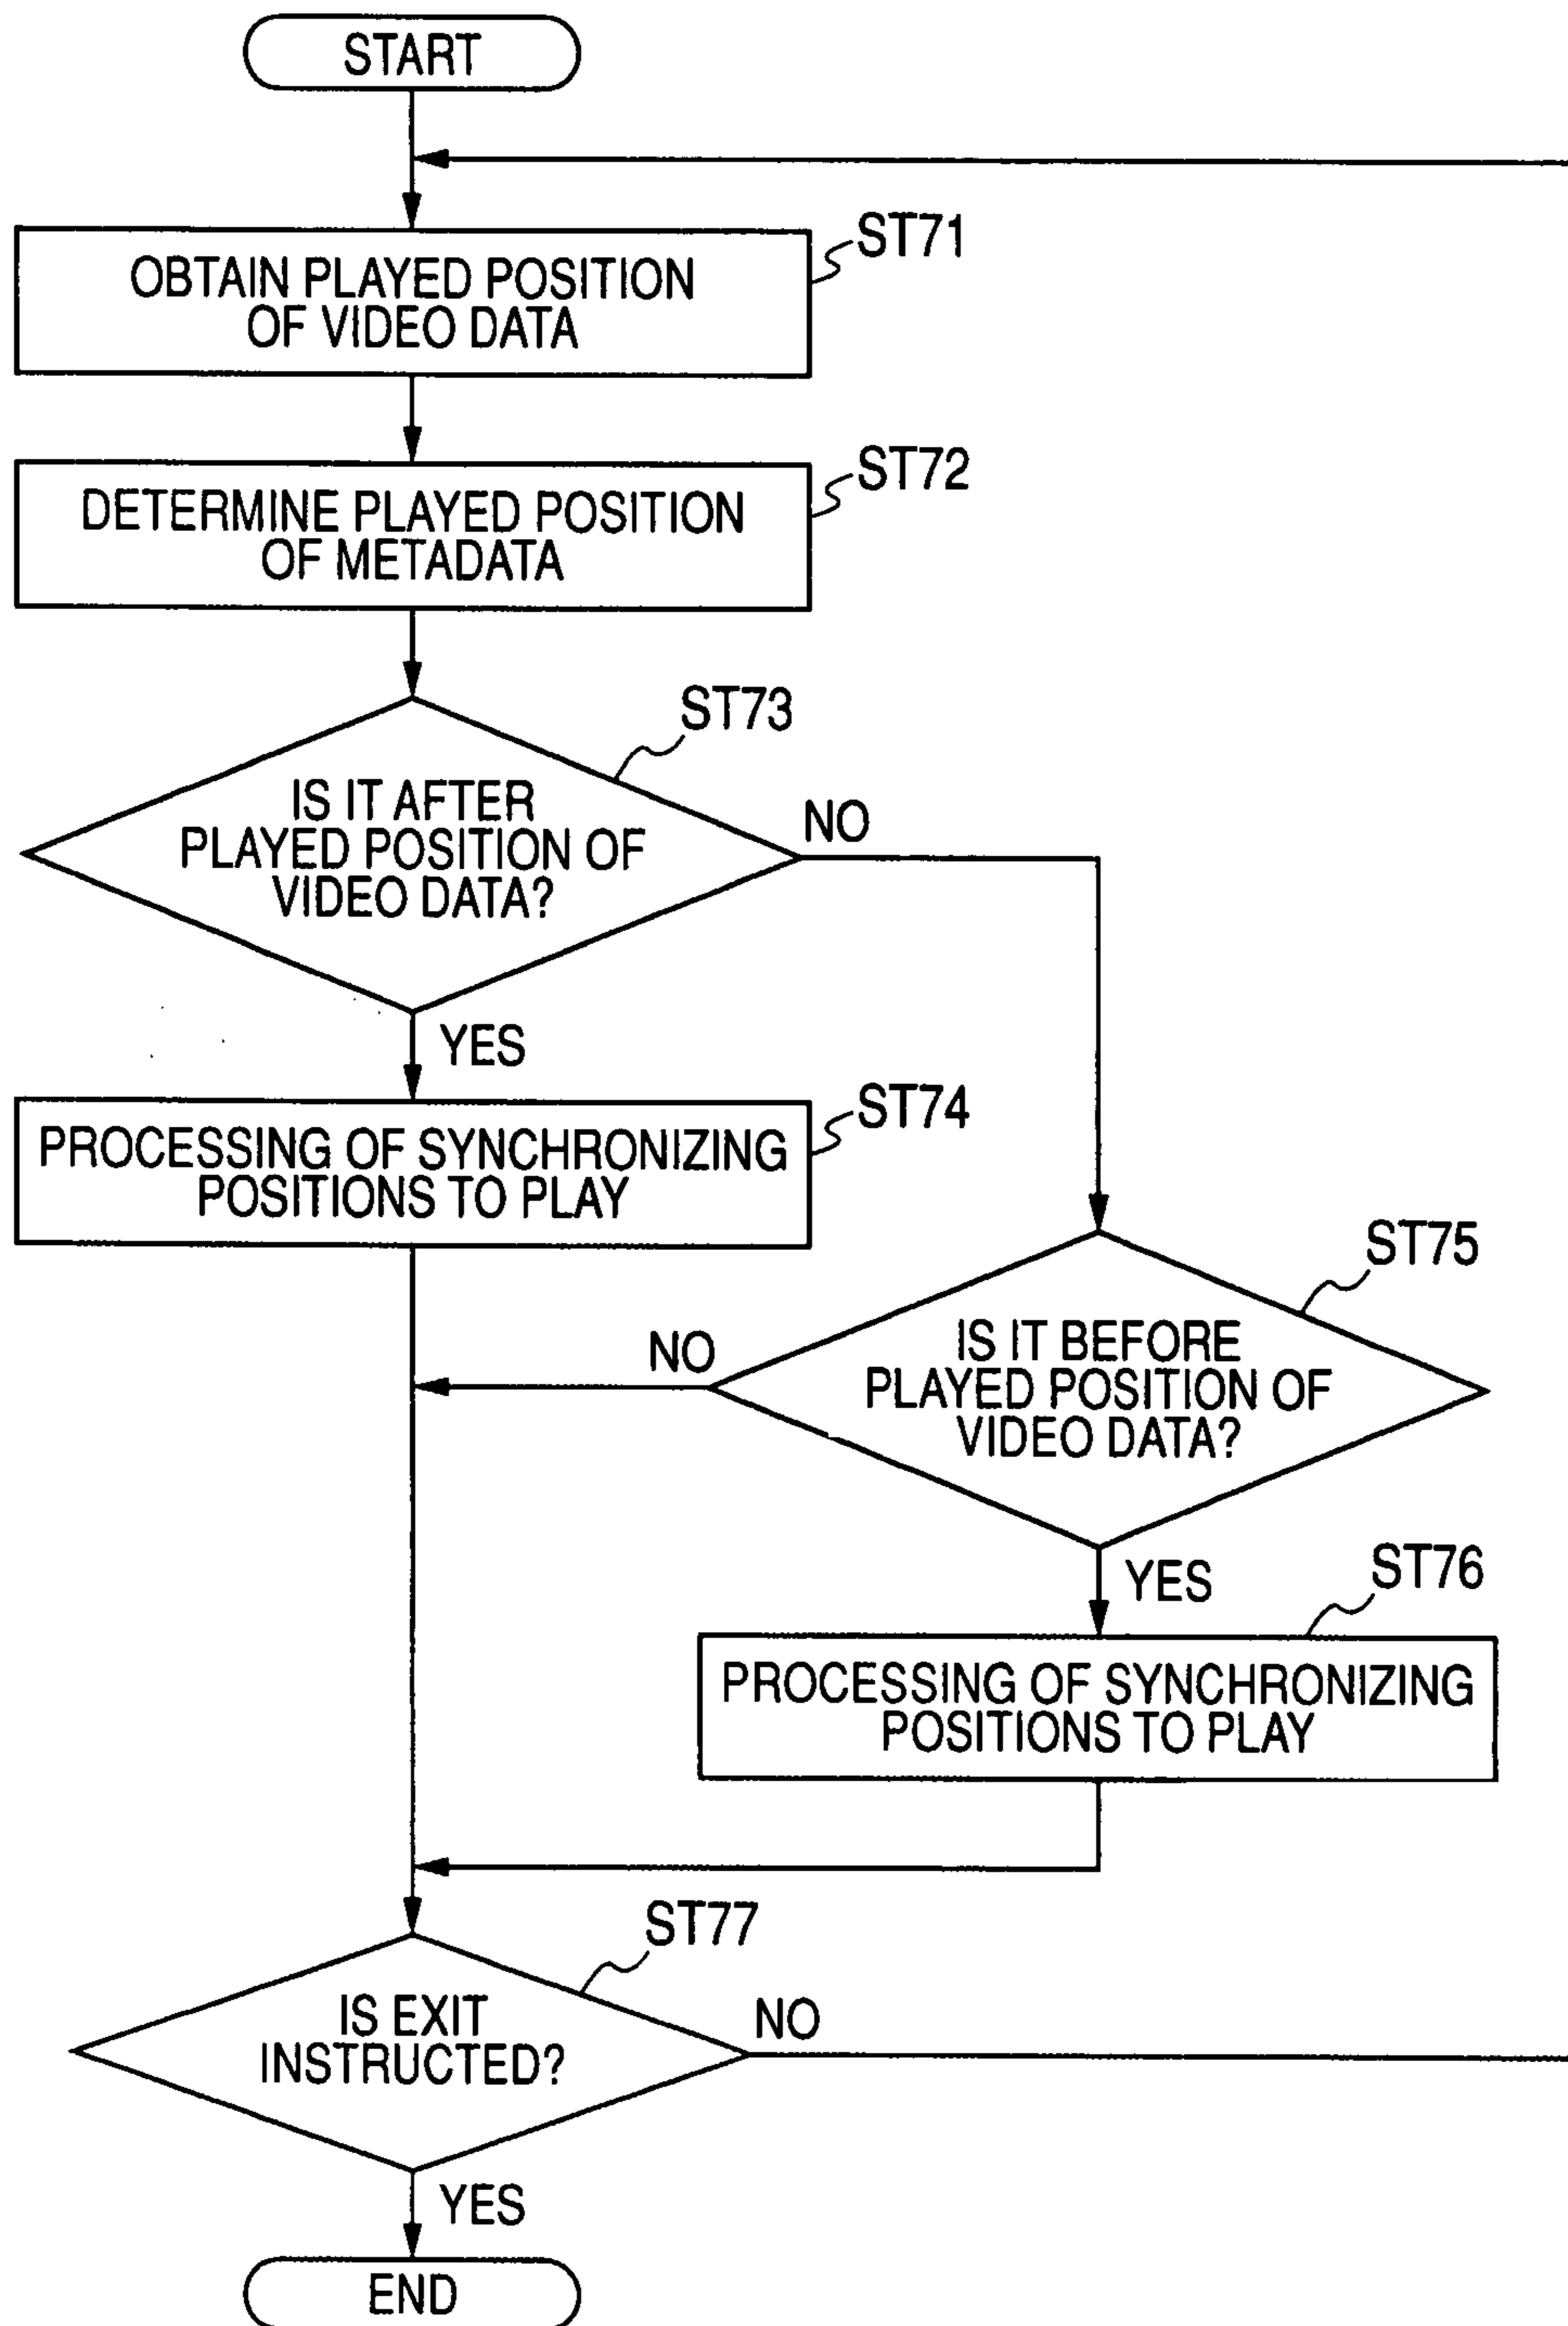 START
ST71
OBTAIN PLAYED POSITION
OF VIDEO DATA
ST72
DETERMINE PLAYED POSITION
OF METADATA
ST73
IS IT AFTER
PLAYED POSITION OF
VIDEO DATA?
NO
YES
ST74
PROCESSING OF SYNCHRONIZING
POSITIONS TO PLAY
ST75
IS IT BEFORE
PLAYED POSITION OF
VIDEO DATA?
NO
YES
ST76
PROCESSING OF SYNCHRONIZING
POSITIONS TO PLAY
ST77
IS EXIT
INSTRUCTED?
NO
YES
END